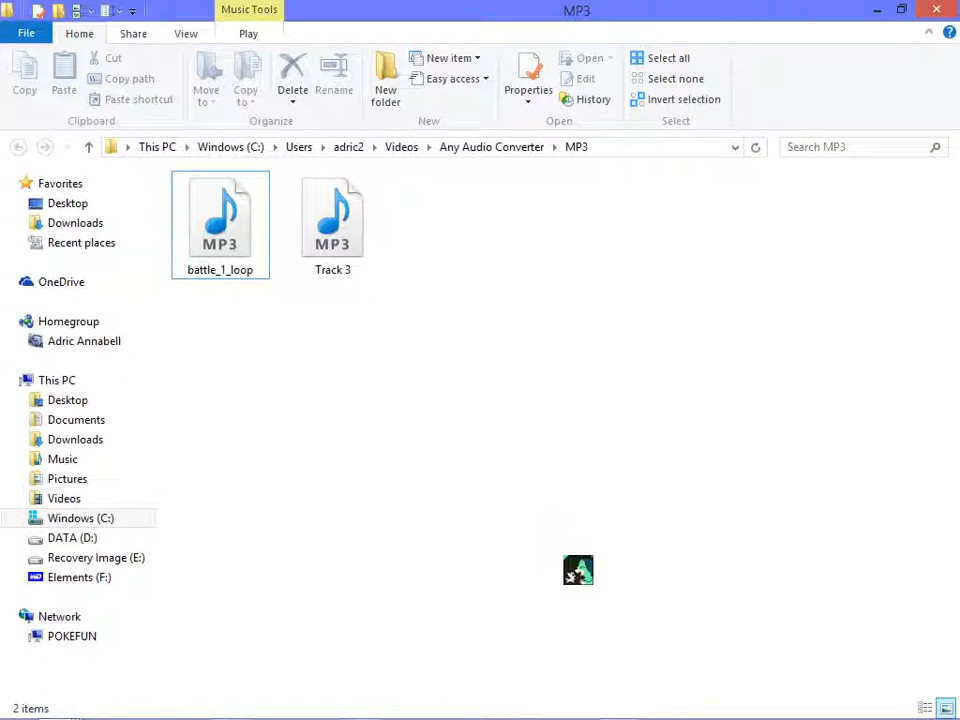 Music Tools
MP3
File
Home
Share
View
Play
Copy
Paste
Cut
Copy path
Paste shortcut
Clipboard
Move to
Copy to
Delete
Rename
Organize
New folder
New item
Easy access
New
Properties
Open
Edit
History
Open
Select all
Select none
Invert selection
Select
This PC
Windows (C:)
Users
adric2
Videos
Any Audio Converter
MP3
Search MP3
Favorites
Desktop
Downloads
Recent places
OneDrive
Homegroup
Adric Annabell
This PC
Desktop
Documents
Downloads
Music
Pictures
Videos
Windows (C:)
DATA (D:)
Recovery Image (E:)
Elements (F:)
Network
POKEFUN
MP3
battle_1_loop
MP3
Track 3
2 items